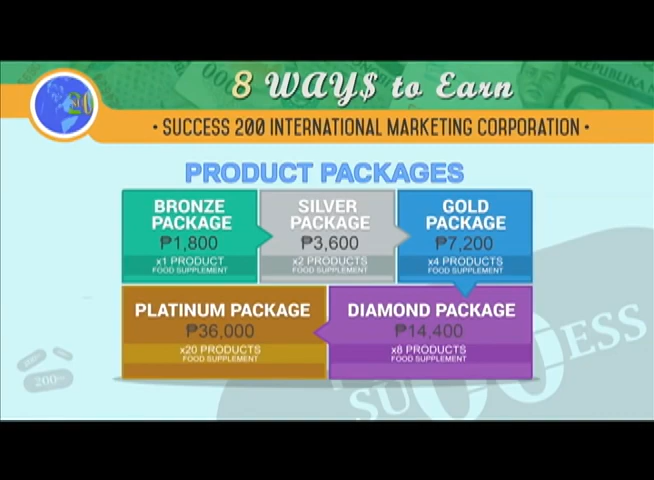 8 WAY$ to Earn
• SUCCESS 200 INTERNATIONAL MARKETING CORPORATION •
PRODUCT PACKAGES
BRONZE
PACKAGE
₱1,800
x1 PRODUCT
FOOD SUPPLEMENT
SILVER
PACKAGE
₱3,600
x2 PRODUCTS
FOOD SUPPLEMENT
GOLD
PACKAGE
₱7,200
x4 PRODUCTS
FOOD SUPPLEMENT
PLATINUM PACKAGE
₱36,000
x20 PRODUCTS
FOOD SUPPLEMENT
DIAMOND PACKAGE
₱14,400
x8 PRODUCTS
FOOD SUPPLEMENT
200
SUCCESS